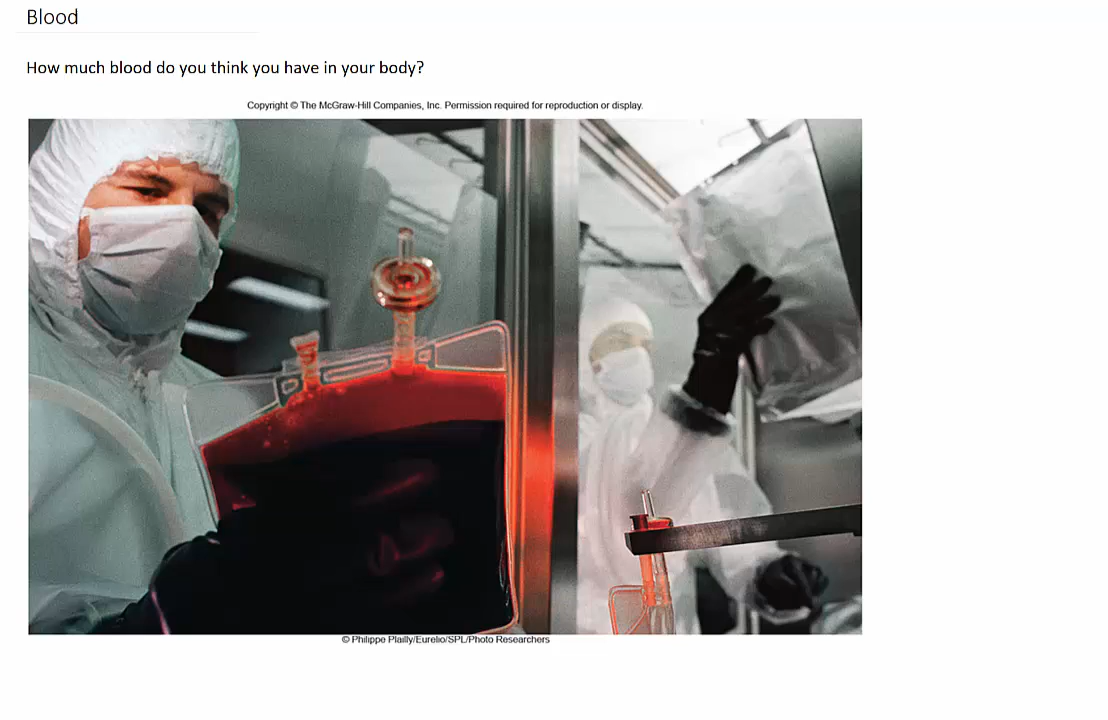 Blood
How much blood do you think you have in your body?
Copyright © The McGraw-Hill Companies, Inc. Permission required for reproduction or display.
© Philippe Plailly/Eurelio/SPL/Photo Researchers